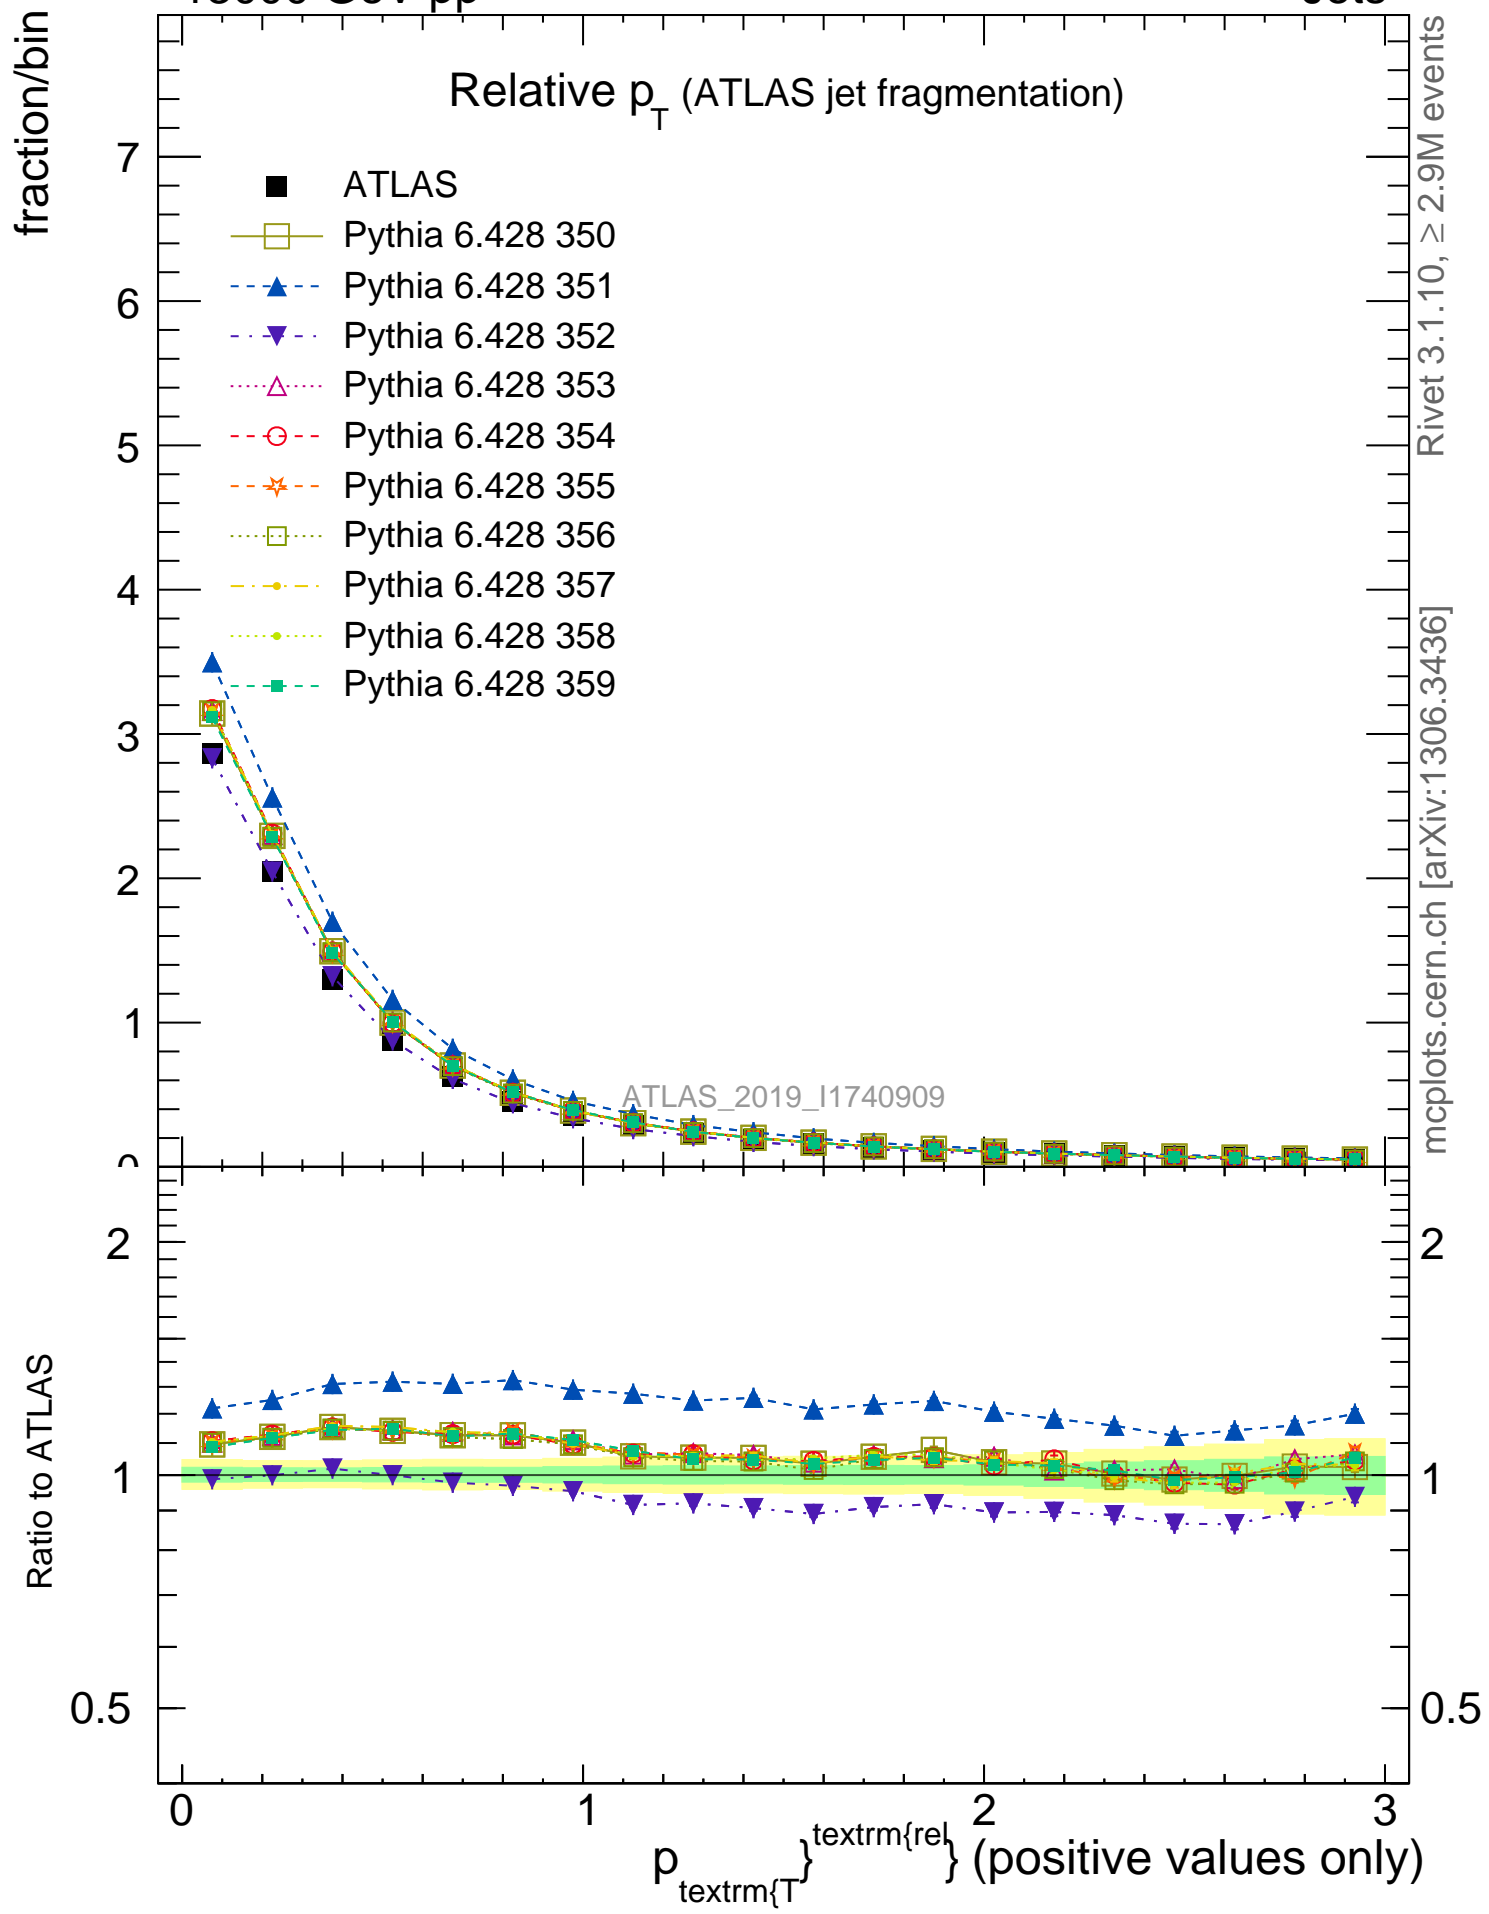 fraction/bin
Relative p_T (ATLAS jet fragmentation)
ATLAS
Pythia 6.428 350
Pythia 6.428 351
Pythia 6.428 352
Pythia 6.428 353
Pythia 6.428 354
Pythia 6.428 355
Pythia 6.428 356
Pythia 6.428 357
Pythia 6.428 358
Pythia 6.428 359
7
6
5
4
3
2
1
0
ATLAS_2019_I1740909
Rivet 3.1.10, ≥ 2.9M events
mcplots.cern.ch [arXiv:1306.3436]
Ratio to ATLAS
2
1
0.5
2
1
0.5
0 1 2 3
p_textrm{T}^textrm{rel} (positive values only)